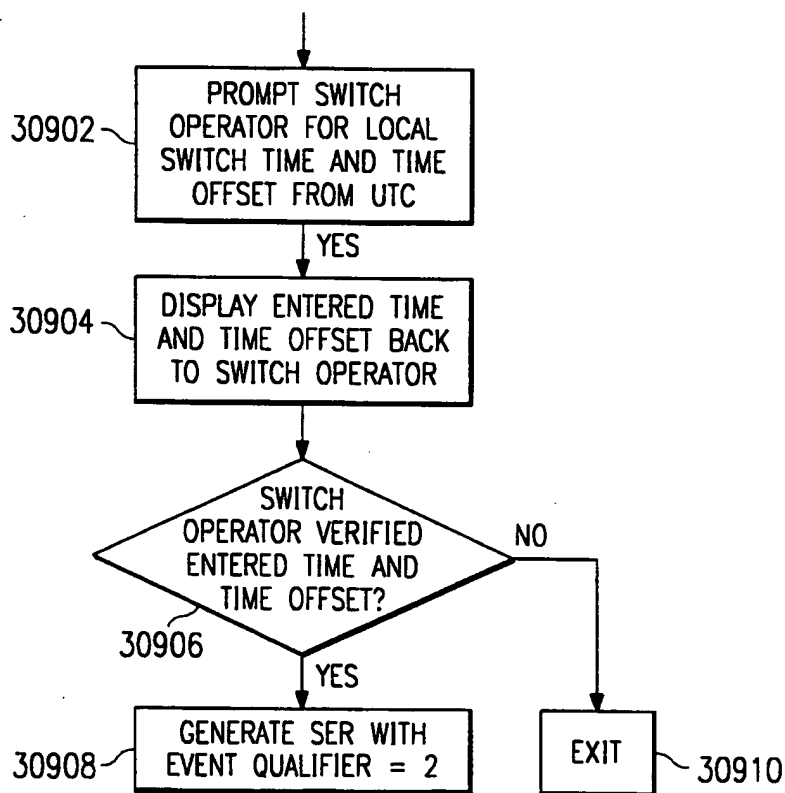 PROMPT SWITCH
OPERATOR FOR LOCAL
SWITCH TIME AND TIME
OFFSET FROM UTC
30902
YES
DISPLAY ENTERED TIME
AND TIME OFFSET BACK
TO SWITCH OPERATOR
30904
SWITCH
OPERATOR VERIFIED
ENTERED TIME AND
TIME OFFSET?
NO
30906
YES
GENERATE SER WITH
EVENT QUALIFIER = 2
30908
EXIT
30910